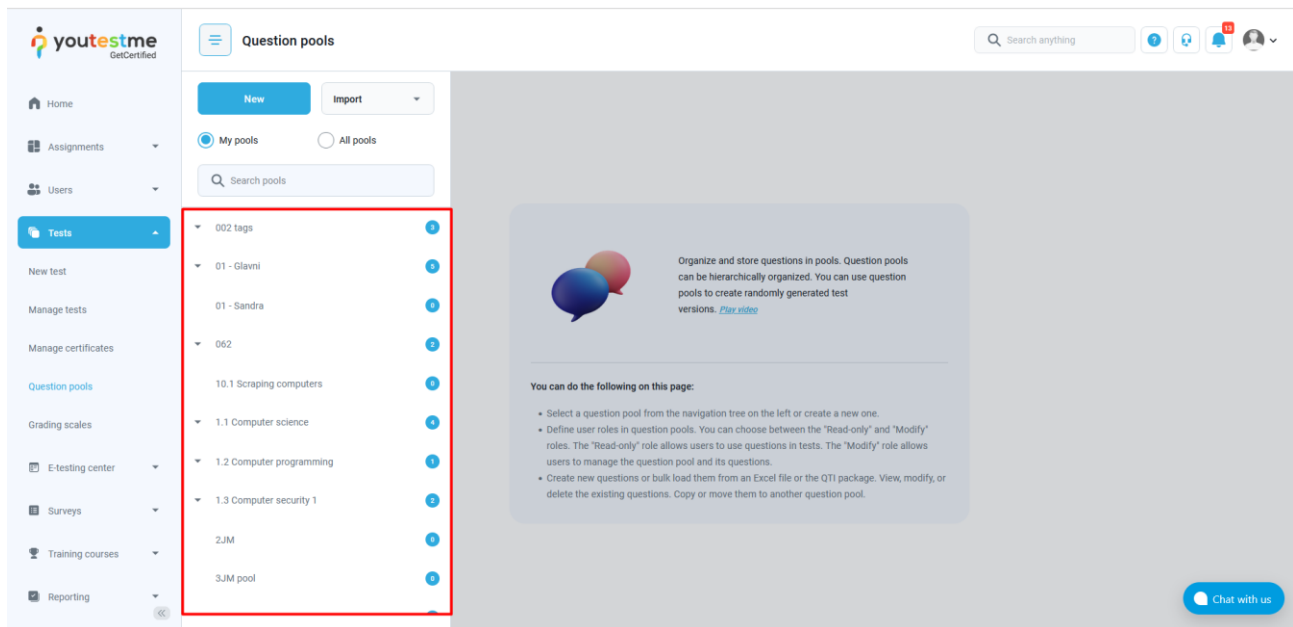 youtestme
GetCertified
Question pools
Search anything
?
13
Home
Assignments
Users
Tests
New test
Manage tests
Manage certificates
Question pools
Grading scales
E-testing center
Surveys
Training courses
Reporting
New
Import
My pools
All pools
Search pools
002 tags 3
01 - Glavni 5
01 - Sandra 0
062 2
10.1 Scraping computers 0
1.1 Computer science 4
1.2 Computer programming 1
1.3 Computer security 1 2
2JM 0
3JM pool 0
Organize and store questions in pools. Question pools
can be hierarchically organized. You can use question
pools to create randomly generated test
versions. Play video
You can do the following on this page:
• Select a question pool from the navigation tree on the left or create a new one.
• Define user roles in question pools. You can choose between the "Read-only" and "Modify"
roles. The "Read-only" role allows users to use questions in tests. The "Modify" role allows
users to manage the question pool and its questions.
• Create new questions or bulk load them from an Excel file or the QTI package. View, modify, or
delete the existing questions. Copy or move them to another question pool.
Chat with us